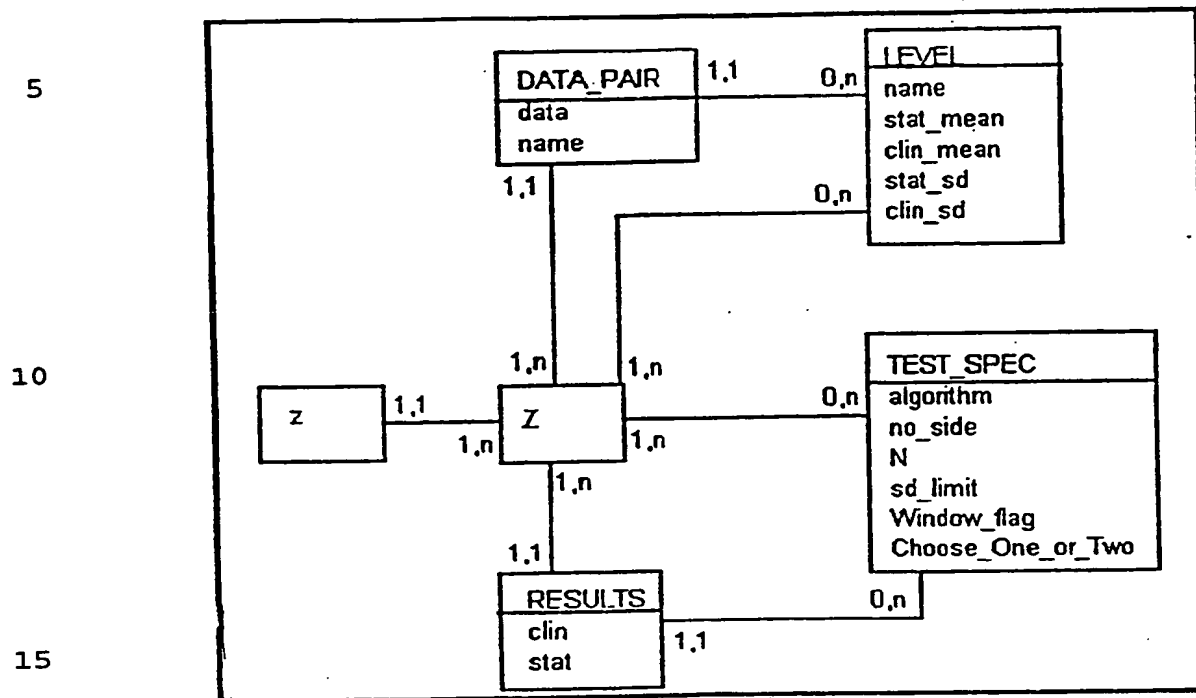 5
DATA_PAIR
data
name
1,1
0,n
LEVEL
name
stat_mean
clin_mean
stat_sd
clin_sd
1,1
0,n
10
1,n
1,n
z
1,1
1,n
Z
1,n
0,n
TEST_SPEC
algorithm
no_side
N
sd_limit
Window_flag
Choose_One_or_Two
1,n
1,1
0,n
RESULTS
clin
stat
1,1
15